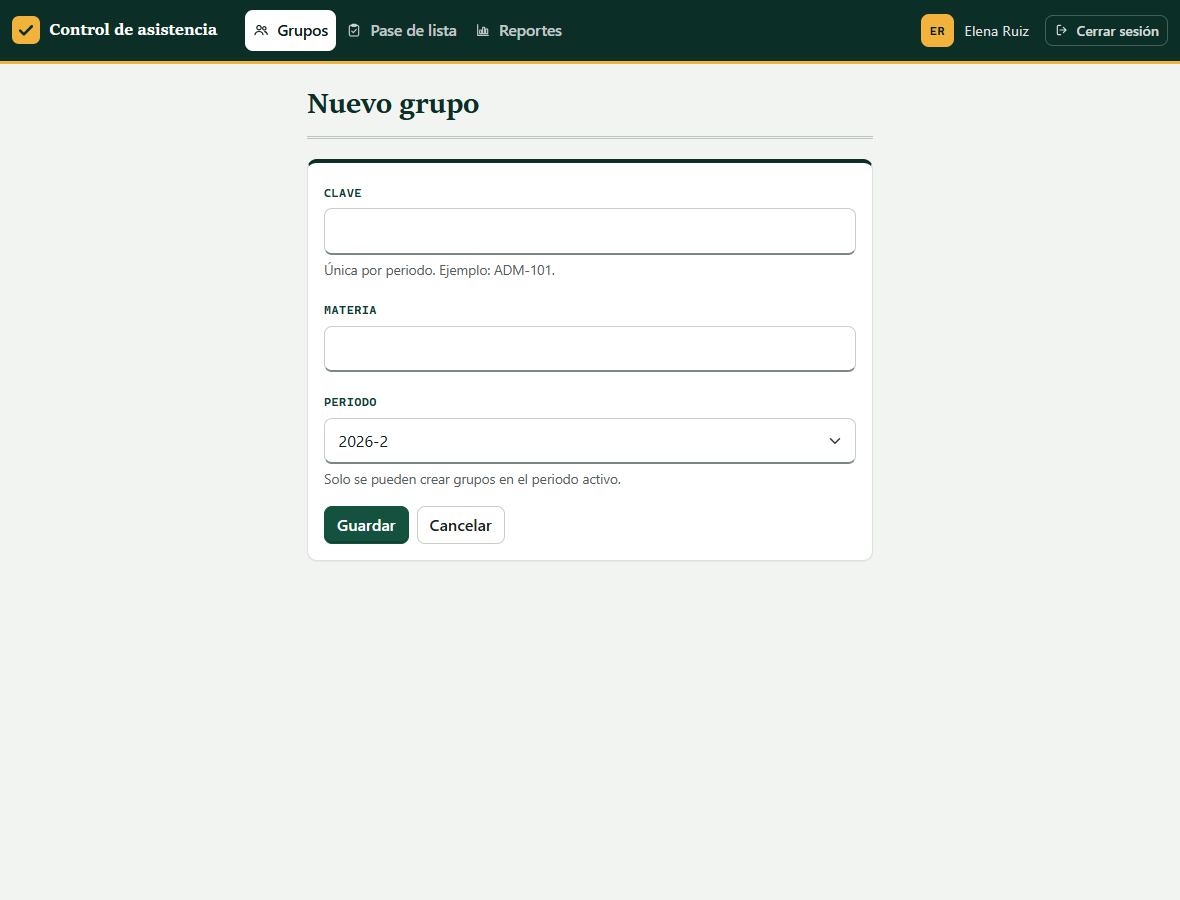 Control de asistencia
Grupos
Pase de lista
Reportes
ER
Elena Ruiz
Cerrar sesión
Nuevo grupo
CLAVE
Única por periodo. Ejemplo: ADM-101.
MATERIA
PERIODO
2026-2
Solo se pueden crear grupos en el periodo activo.
Guardar
Cancelar